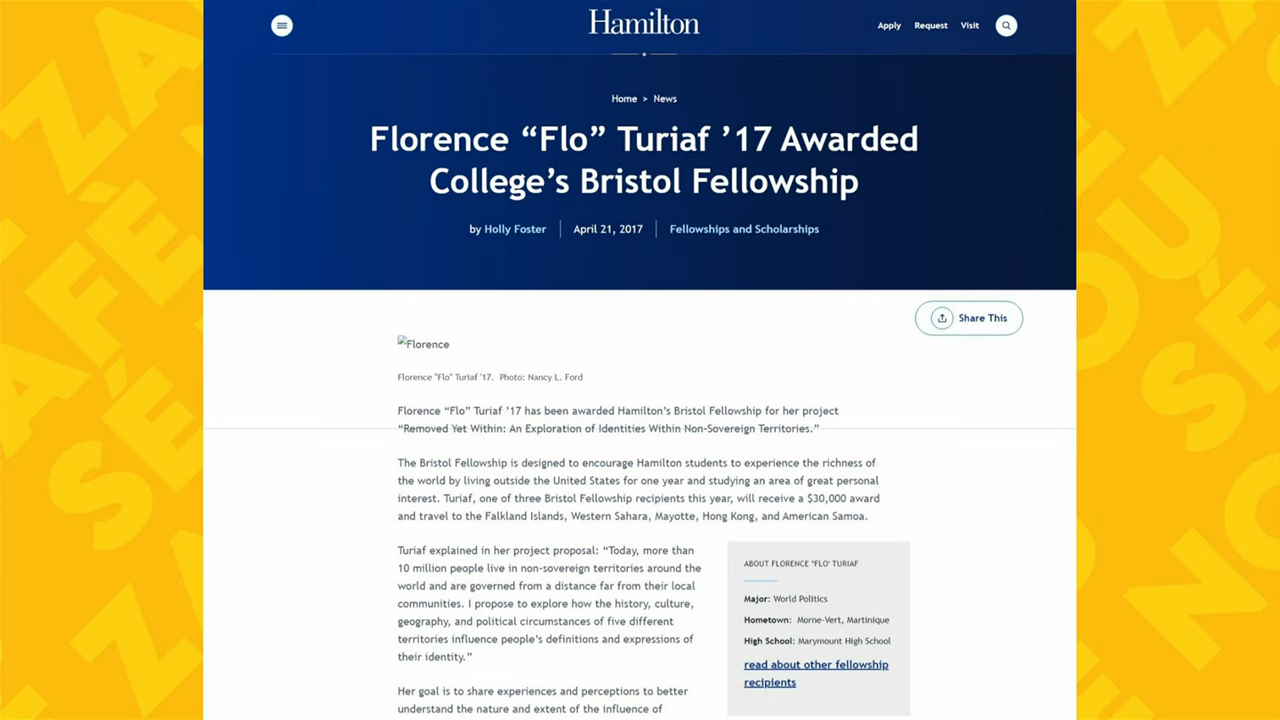 Hamilton
Apply Request Visit
Home > News
Florence “Flo” Turiaf ’17 Awarded
College’s Bristol Fellowship
by Holly Foster | April 21, 2017 | Fellowships and Scholarships
Share This
Florence
Florence "Flo" Turiaf '17. Photo: Nancy L. Ford
Florence “Flo” Turiaf ’17 has been awarded Hamilton’s Bristol Fellowship for her project
“Removed Yet Within: An Exploration of Identities Within Non-Sovereign Territories.”
The Bristol Fellowship is designed to encourage Hamilton students to experience the richness of
the world by living outside the United States for one year and studying an area of great personal
interest. Turiaf, one of three Bristol Fellowship recipients this year, will receive a $30,000 award
and travel to the Falkland Islands, Western Sahara, Mayotte, Hong Kong, and American Samoa.
Turiaf explained in her project proposal: “Today, more than
10 million people live in non-sovereign territories around the
world and are governed from a distance far from their local
communities. I propose to explore how the history, culture,
geography, and political circumstances of five different
territories influence people’s definitions and expressions of
their identity.”
Her goal is to share experiences and perceptions to better
understand the nature and extent of the influence of
ABOUT FLORENCE "FLO' TURIAF
Major: World Politics
Hometown: Morne-Vert, Martinique
High School: Marymount High School
read about other fellowship
recipients